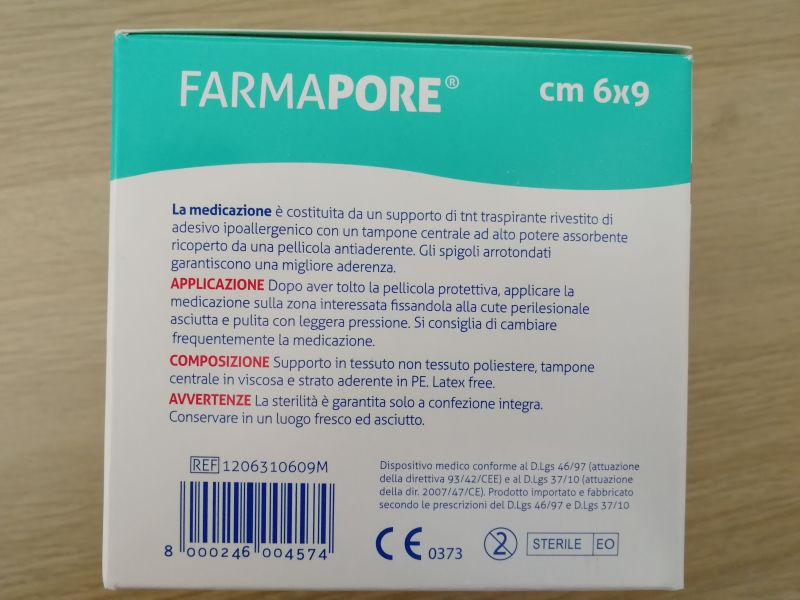 FARMAPORE®
cm 6x9
La medicazione è costituita da un supporto di tnt traspirante rivestito di
adesivo ipoallergenico con un tampone centrale ad alto potere assorbente
ricoperto da una pellicola antiaderente. Gli spigoli arrotondati
garantiscono una migliore aderenza.
APPLICAZIONE Dopo aver tolto la pellicola protettiva, applicare la
medicazione sulla zona interessata fissandola alla cute perilesionale
asciutta e pulita con leggera pressione. Si consiglia di cambiare
frequentemente la medicazione.
COMPOSIZIONE Supporto in tessuto non tessuto poliestere, tampone
centrale in viscosa e strato aderente in PE. Latex free.
AVVERTENZE La sterilità è garantita solo a confezione integra.
Conservare in un luogo fresco ed asciutto.
REF 1206310609M
8 000246 004574
Dispositivo medico conforme al D.Lgs 46/97 (attuazione
della direttiva 93/42/CEE) e al D.Lgs 37/10 (attuazione
della dir. 2007/47/CE). Prodotto importato e fabbricato
secondo le prescrizioni del D.Lgs 46/97 e D.Lgs 37/10
CE 0373
2
STERILE EO